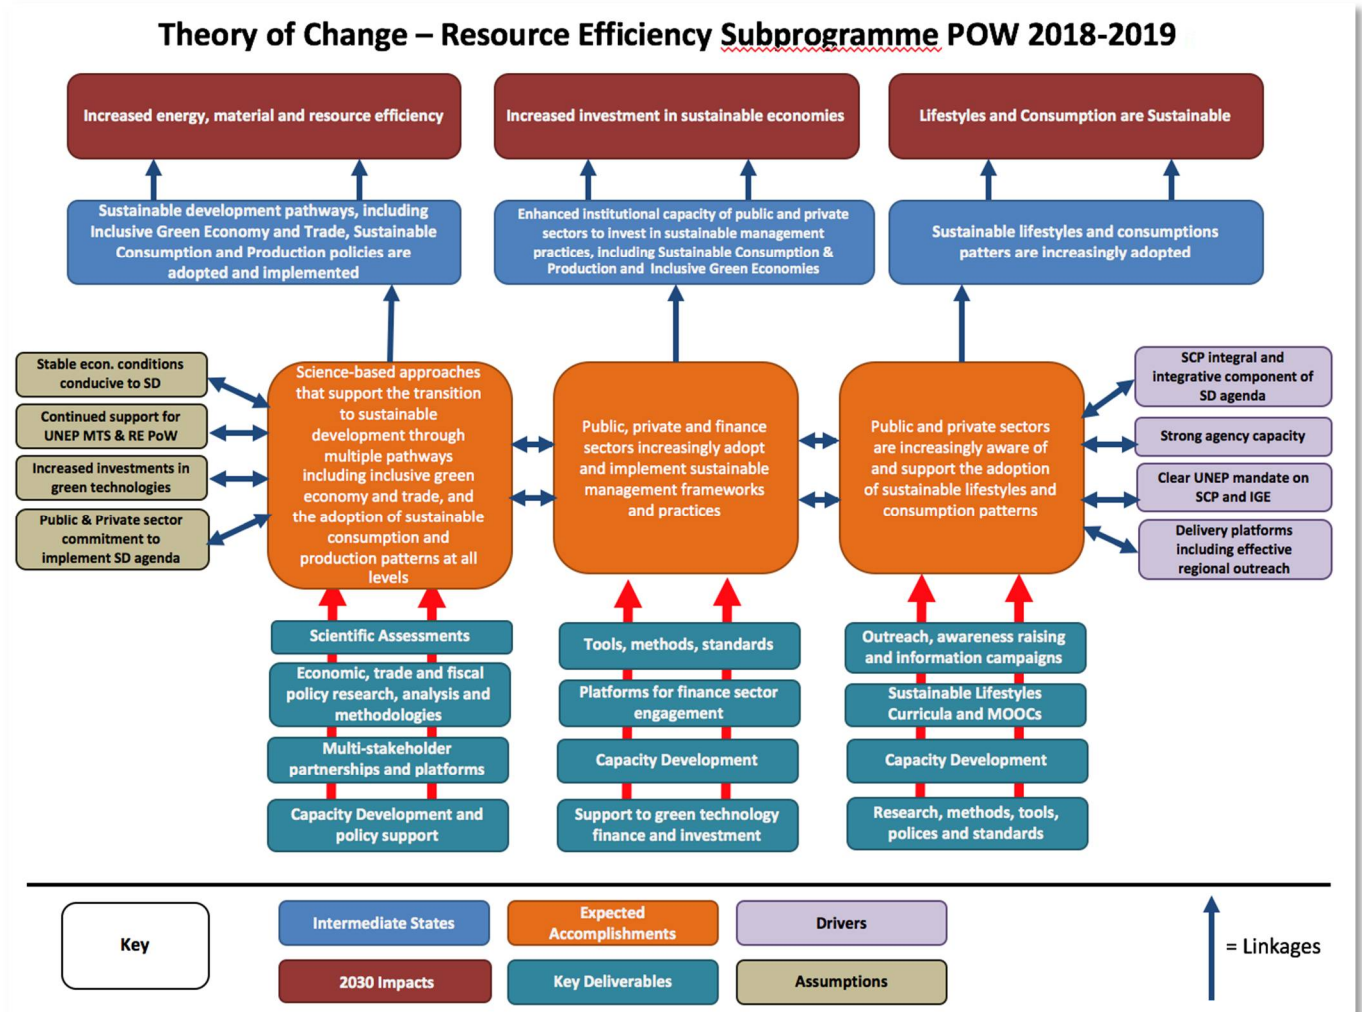 Theory of Change – Resource Efficiency Subprogramme POW 2018-2019
Increased energy, material and resource efficiency
Increased investment in sustainable economies
Lifestyles and Consumption are Sustainable
Sustainable development pathways, including
Inclusive Green Economy and Trade, Sustainable
Consumption and Production policies are
adopted and implemented
Enhanced institutional capacity of public and private
sectors to invest in sustainable management
practices, including Sustainable Consumption &
Production and Inclusive Green Economies
Sustainable lifestyles and consumptions
patters are increasingly adopted
Stable econ. conditions
conducive to SD
Continued support for
UNEP MTS & RE PoW
Increased investments in
green technologies
Public & Private sector
commitment to
implement SD agenda
Science-based approaches
that support the transition
to sustainable
development through
multiple pathways
including inclusive green
economy and trade, and
the adoption of sustainable
consumption and
production patterns at all
levels
Public, private and finance
sectors increasingly adopt
and implement sustainable
management frameworks
and practices
Public and private sectors
are increasingly aware of
and support the adoption
of sustainable lifestyles and
consumption patterns
SCP integral and
integrative component of
SD agenda
Strong agency capacity
Clear UNEP mandate on
SCP and IGE
Delivery platforms
including effective
regional outreach
Scientific Assessments
Economic, trade and fiscal
policy research, analysis and
methodologies
Multi-stakeholder
partnerships and platforms
Capacity Development and
policy support
Tools, methods, standards
Platforms for finance sector
engagement
Capacity Development
Support to green technology
finance and investment
Outreach, awareness raising
and information campaigns
Sustainable Lifestyles
Curricula and MOOCs
Capacity Development
Research, methods, tools,
polices and standards
Key
Intermediate States
Expected
Accomplishments
Drivers
2030 Impacts
Key Deliverables
Assumptions
= Linkages